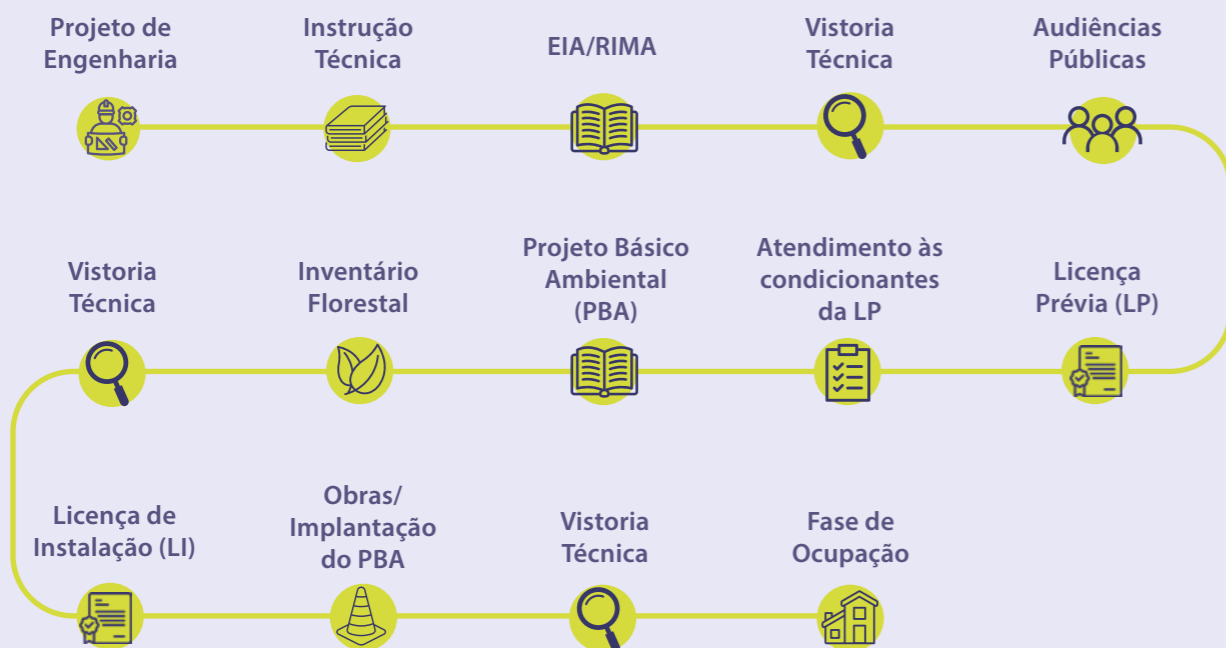 Projeto de
Engenharia
Instrução
Técnica
EIA/RIMA
Vistoria
Técnica
Audiências
Públicas
Vistoria
Técnica
Inventário
Florestal
Projeto Básico
Ambiental
(PBA)
Atendimento às
condicionantes
da LP
Licença
Prévia (LP)
Licença de
Instalação (LI)
Obras/
Implantação
do PBA
Vistoria
Técnica
Fase de
Ocupação